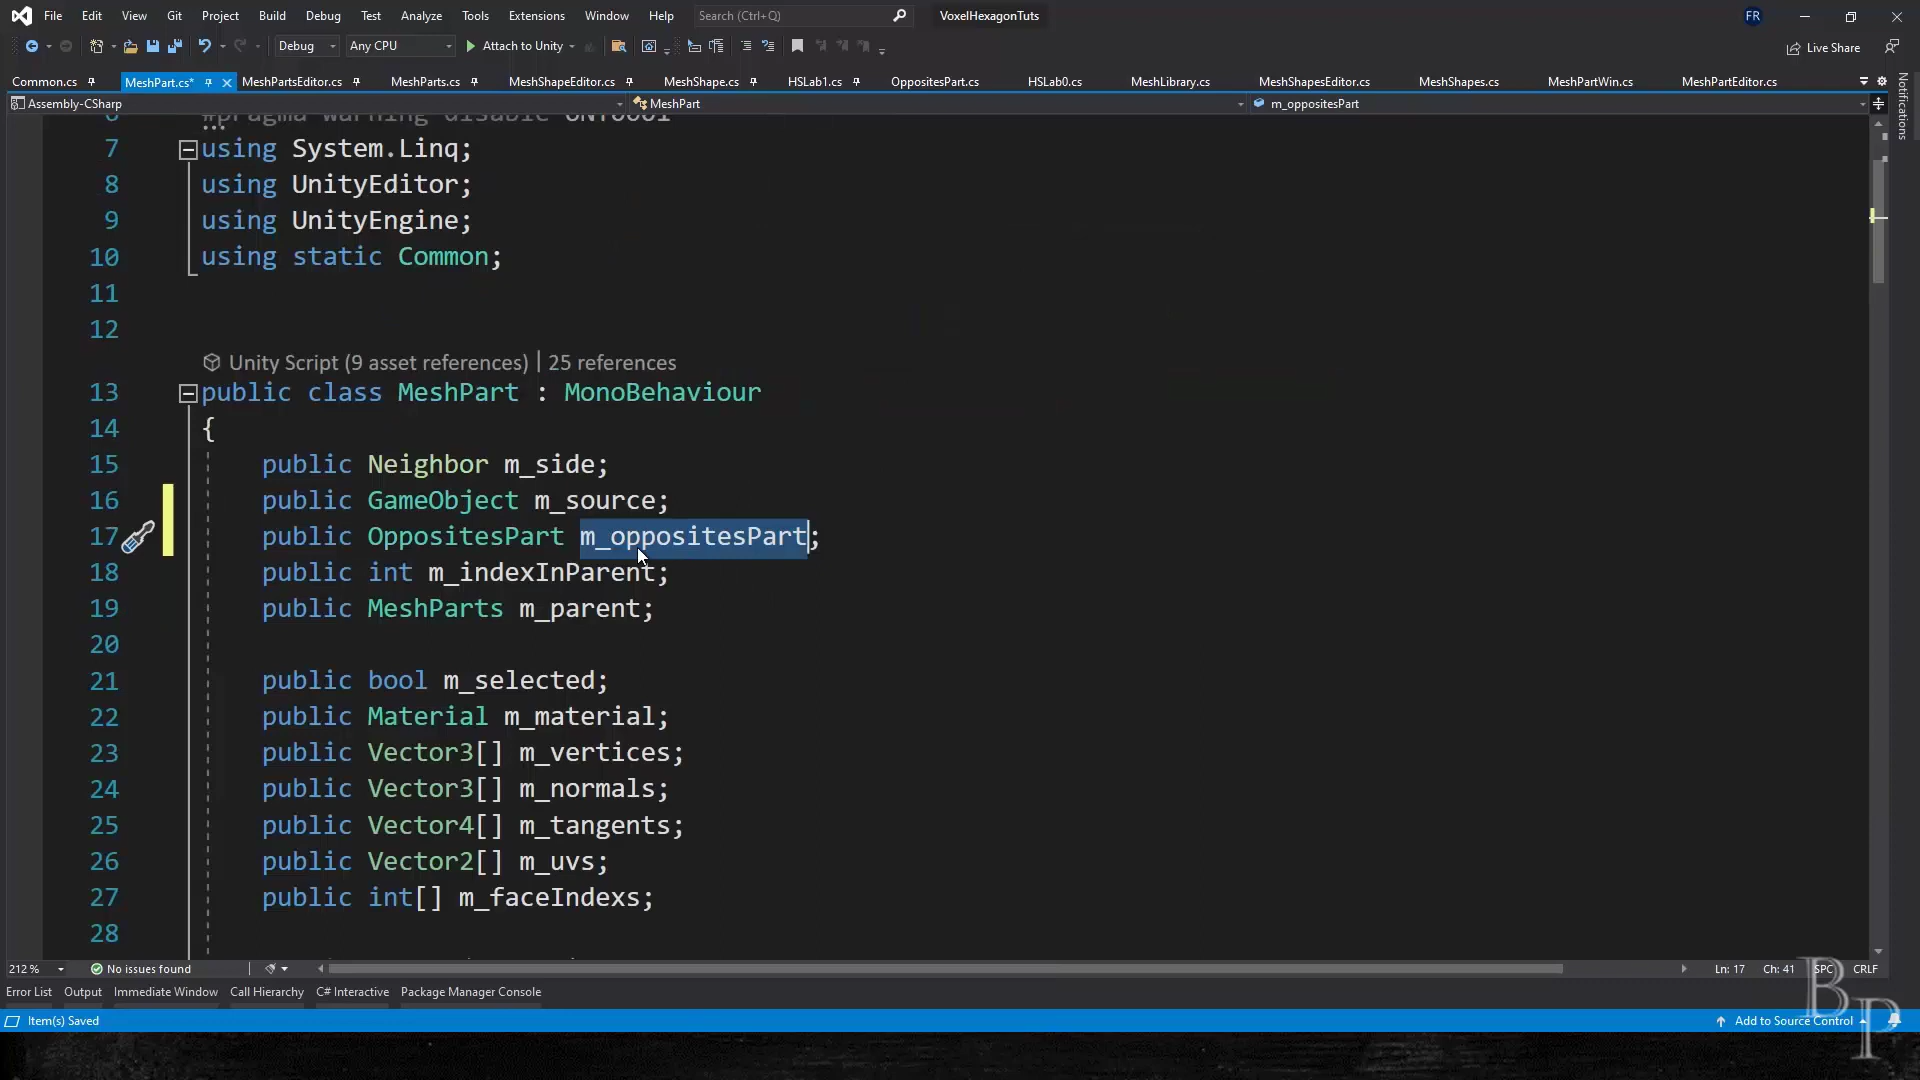 File Edit View Git Project Build Debug Test Analyze Tools Extensions Window Help Search (Ctrl+Q) VoxelHexagonTuts FR
Debug Any CPU Attach to Unity Live Share
Common.cs MeshPart.cs* MeshPartsEditor.cs MeshParts.cs MeshShapeEditor.cs MeshShape.cs HSLab1.cs OppositesPart.cs HSLab0.cs MeshLibrary.cs MeshShapesEditor.cs MeshShapes.cs MeshPartWin.cs MeshPartEditor.cs
Assembly-CSharp MeshPart m_oppositesPart
Notifications
6 #pragma warning disable UNT0001
7 using System.Linq;
8 using UnityEditor;
9 using UnityEngine;
10 using static Common;
11
12
Unity Script (9 asset references) | 25 references
13 public class MeshPart : MonoBehaviour
14 {
15 public Neighbor m_side;
16 public GameObject m_source;
17 public OppositesPart m_oppositesPart;
18 public int m_indexInParent;
19 public MeshParts m_parent;
20
21 public bool m_selected;
22 public Material m_material;
23 public Vector3[] m_vertices;
24 public Vector3[] m_normals;
25 public Vector4[] m_tangents;
26 public Vector2[] m_uvs;
27 public int[] m_faceIndexs;
28
212 % No issues found Ln: 17 Ch: 41 SPC CRLF
Error List Output Immediate Window Call Hierarchy C# Interactive Package Manager Console
Item(s) Saved Add to Source Control
BP